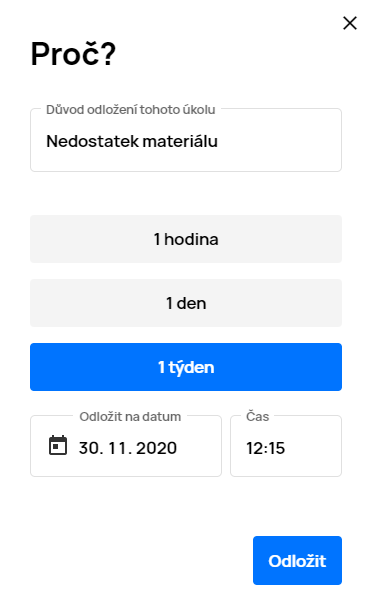 Proč?
Důvod odložení tohoto úkolu
Nedostatek materiálu
1 hodina
1 den
1 týden
Odložit na datum
Čas
30. 11. 2020
12:15
Odložit